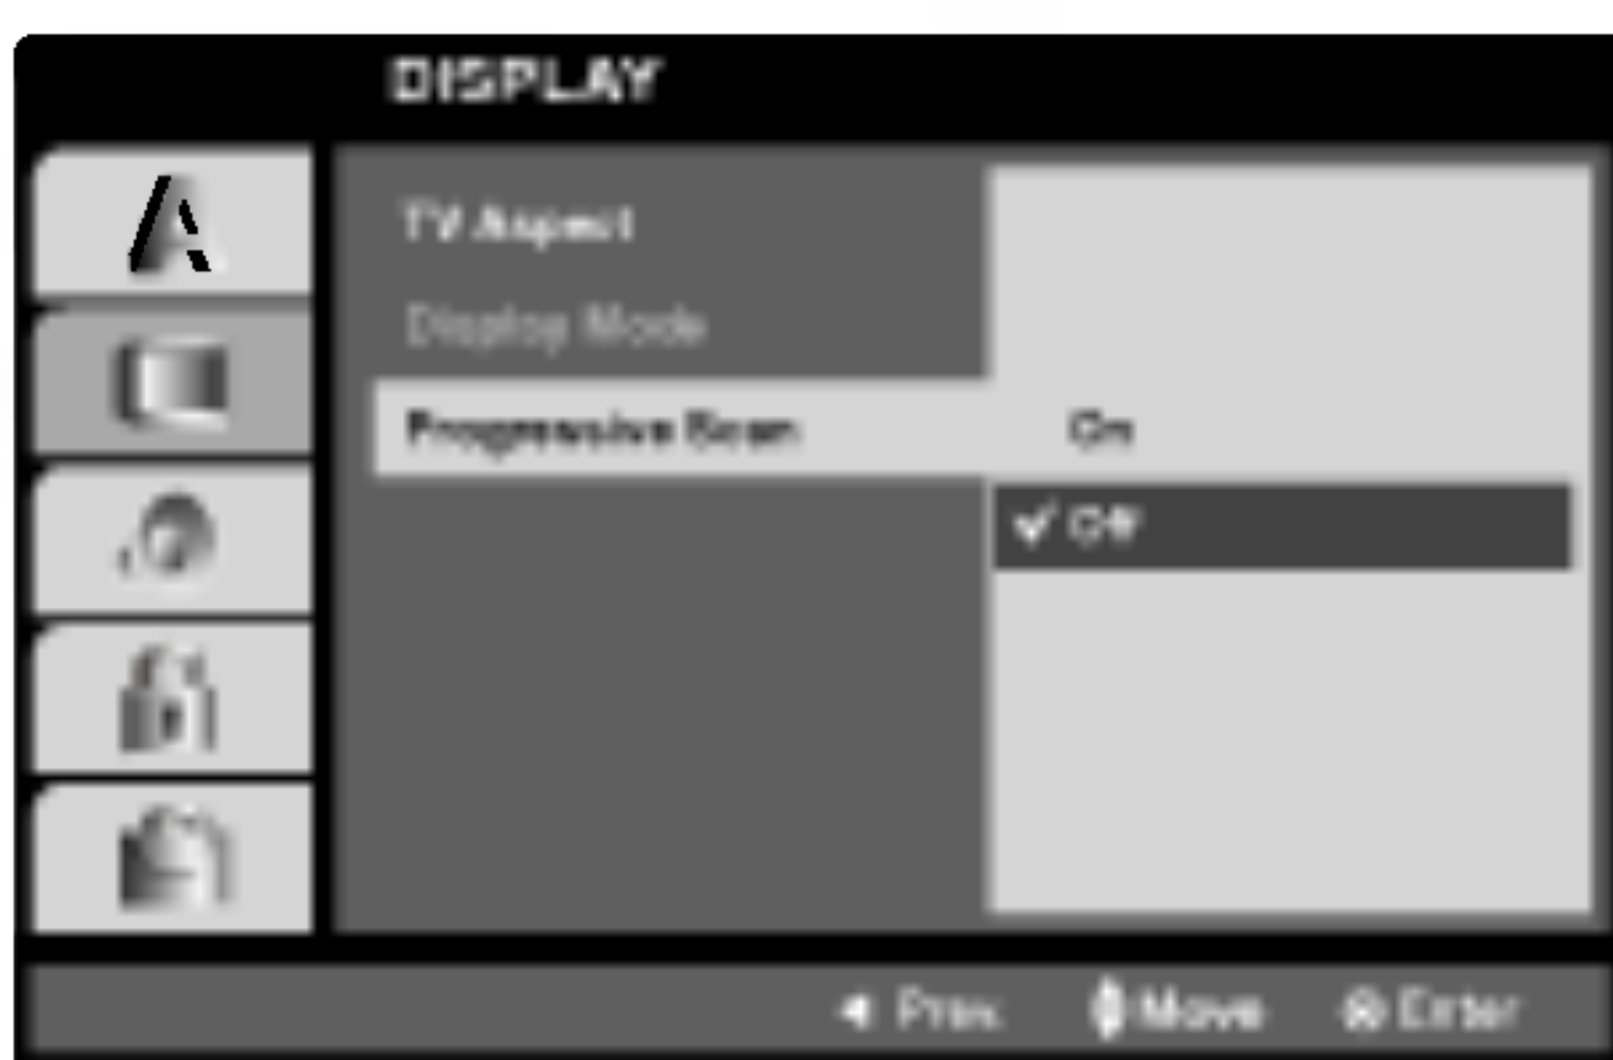 DISPLAY
TV Aspect
Display Mode
Progressive Scan On
✓ Off
◄ Prev. Move Enter